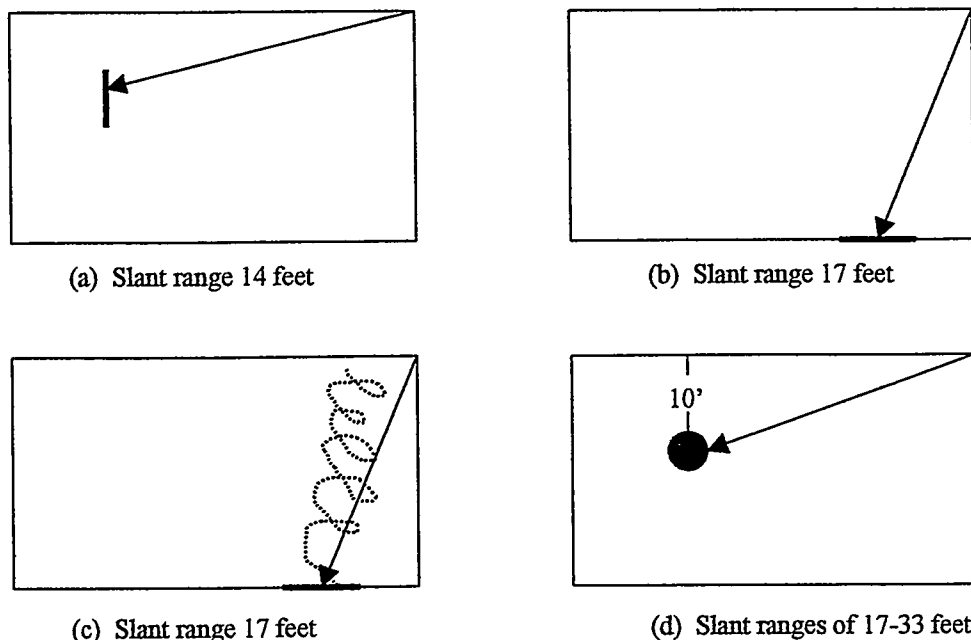 (a) Slant range 14 feet
(b) Slant range 17 feet
10'
(c) Slant range 17 feet
(d) Slant ranges of 17-33 feet